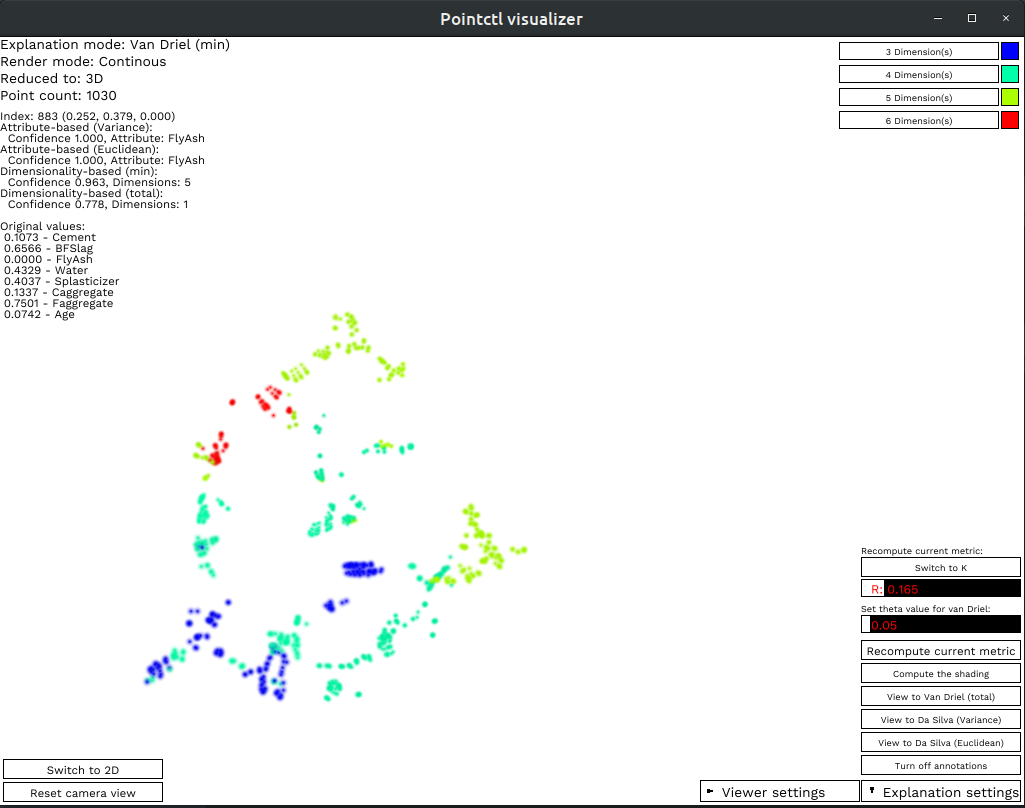 Pointctl visualizer
Explanation mode: Van Driel (min)
Render mode: Continous
Reduced to: 3D
Point count: 1030
Index: 883 (0.252, 0.379, 0.000)
Attribute-based (Variance):
Confidence 1.000, Attribute: FlyAsh
Attribute-based (Euclidean):
Confidence 1.000, Attribute: FlyAsh
Dimensionality-based (min):
Confidence 0.963, Dimensions: 5
Dimensionality-based (total):
Confidence 0.778, Dimensions: 1
Original values:
0.1073 - Cement
0.6566 - BFSlag
0.0000 - FlyAsh
0.4329 - Water
0.4037 - Splasticizer
0.1337 - Caggregate
0.7501 - Faggregate
0.0742 - Age
3 Dimension(s)
4 Dimension(s)
5 Dimension(s)
6 Dimension(s)
Recompute current metric:
Switch to K
R: 0.165
Set theta value for van Driel:
0.05
Recompute current metric
Compute the shading
View to Van Driel (total)
View to Da Silva (Variance)
View to Da Silva (Euclidean)
Turn off annotations
Switch to 2D
Reset camera view
Viewer settings
Explanation settings